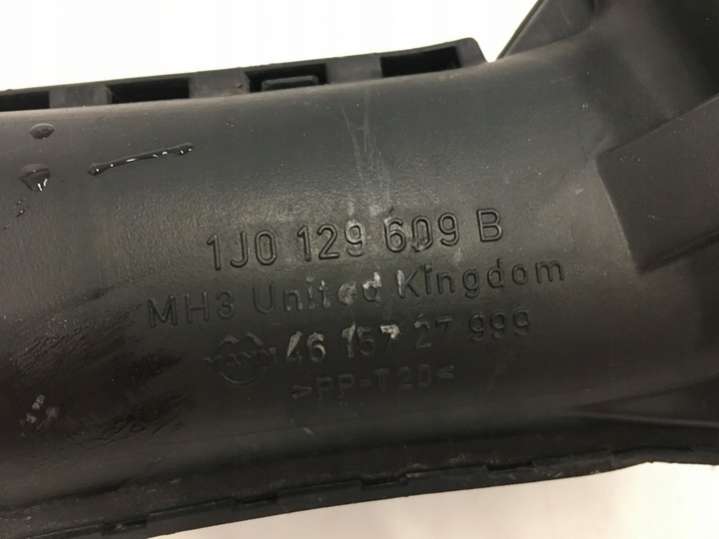 1J0 129 609 B
MH3 United Kingdom
46 157 27 999
>PP-T20<